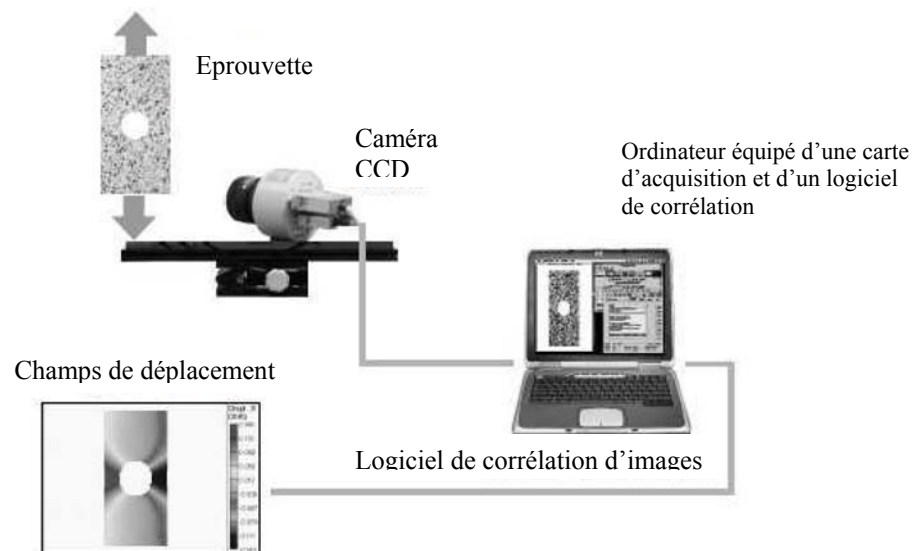 Eprouvette
Caméra
CCD
Ordinateur équipé d’une carte
d’acquisition et d’un logiciel
de corrélation
Champs de déplacement
Logiciel de corrélation d’images